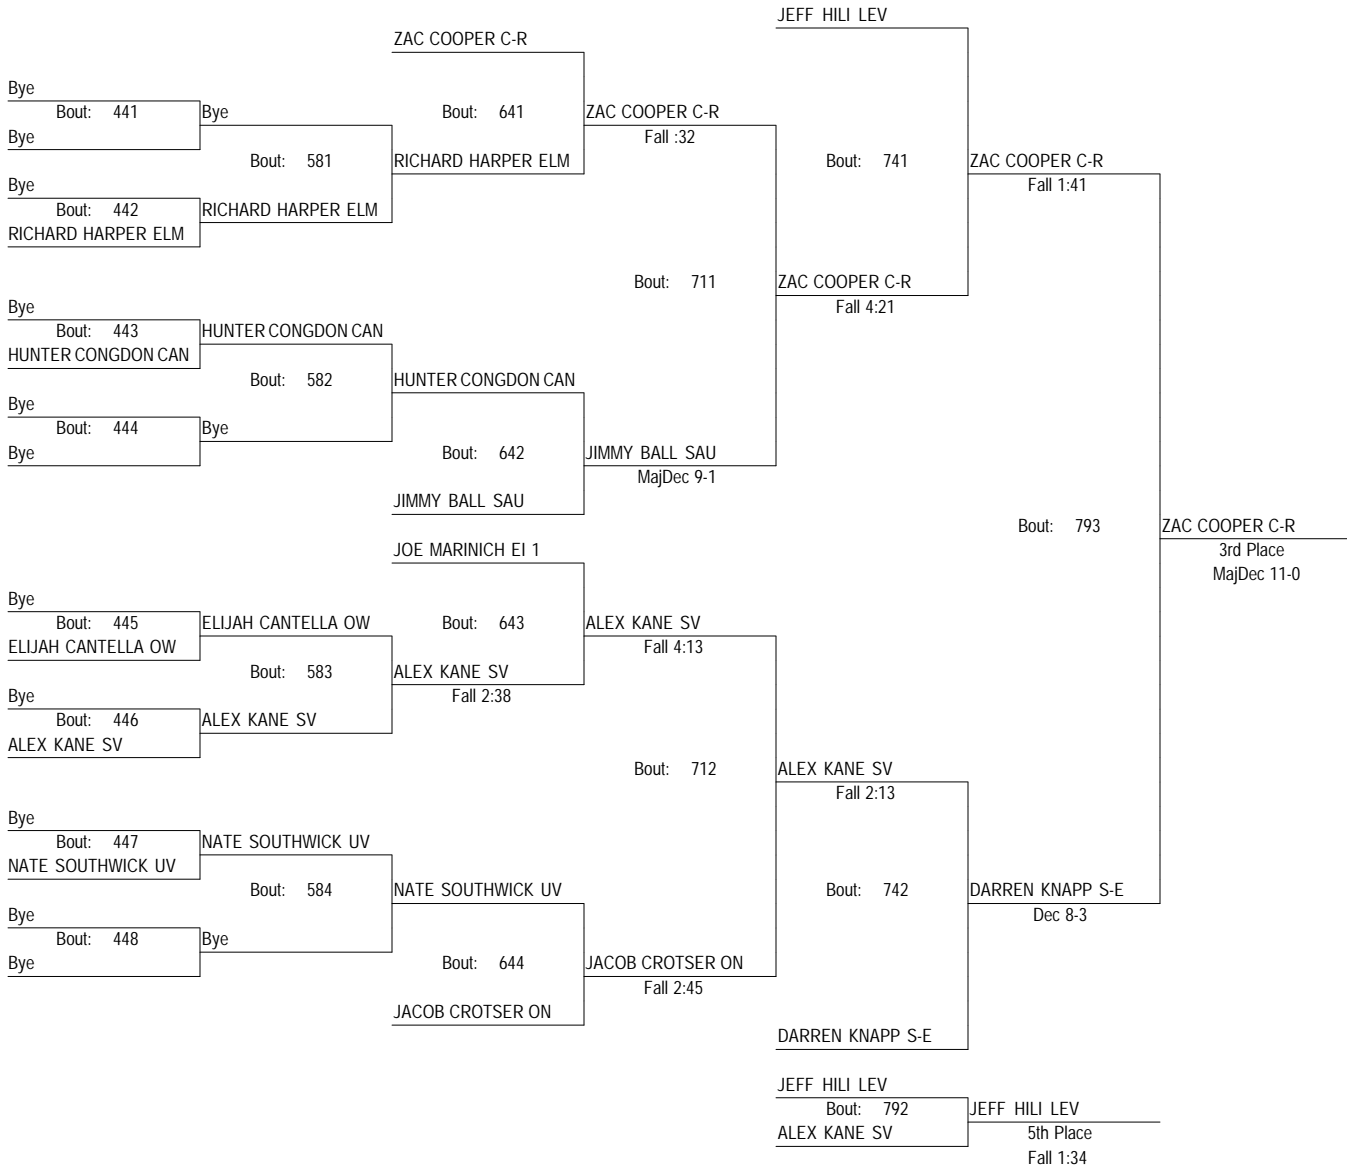 JEFF HILI LEV
ZAC COOPER C-R
Bye
Bout: 441
Bye
Bye
Bout: 641
ZAC COOPER C-R
Fall :32
Bout: 581
RICHARD HARPER ELM
Bout: 741
ZAC COOPER C-R
Fall 1:41
Bye
Bout: 442
RICHARD HARPER ELM
RICHARD HARPER ELM
Bout: 711
ZAC COOPER C-R
Fall 4:21
Bye
Bout: 443
HUNTER CONGDON CAN
HUNTER CONGDON CAN
Bout: 582
HUNTER CONGDON CAN
Bye
Bout: 444
Bye
Bye
Bout: 642
JIMMY BALL SAU
MajDec 9-1
JIMMY BALL SAU
Bout: 793
ZAC COOPER C-R
3rd Place
MajDec 11-0
JOE MARINICH EI 1
Bye
Bout: 445
ELIJAH CANTELLA OW
ELIJAH CANTELLA OW
Bout: 643
ALEX KANE SV
Fall 4:13
Bout: 583
ALEX KANE SV
Fall 2:38
Bye
Bout: 446
ALEX KANE SV
ALEX KANE SV
Bout: 712
ALEX KANE SV
Fall 2:13
Bye
Bout: 447
NATE SOUTHWICK UV
NATE SOUTHWICK UV
Bout: 584
NATE SOUTHWICK UV
Bout: 742
DARREN KNAPP S-E
Dec 8-3
Bye
Bout: 448
Bye
Bye
Bout: 644
JACOB CROTSER ON
Fall 2:45
JACOB CROTSER ON
DARREN KNAPP S-E
JEFF HILI LEV
Bout: 792
ALEX KANE SV
JEFF HILI LEV
5th Place
Fall 1:34